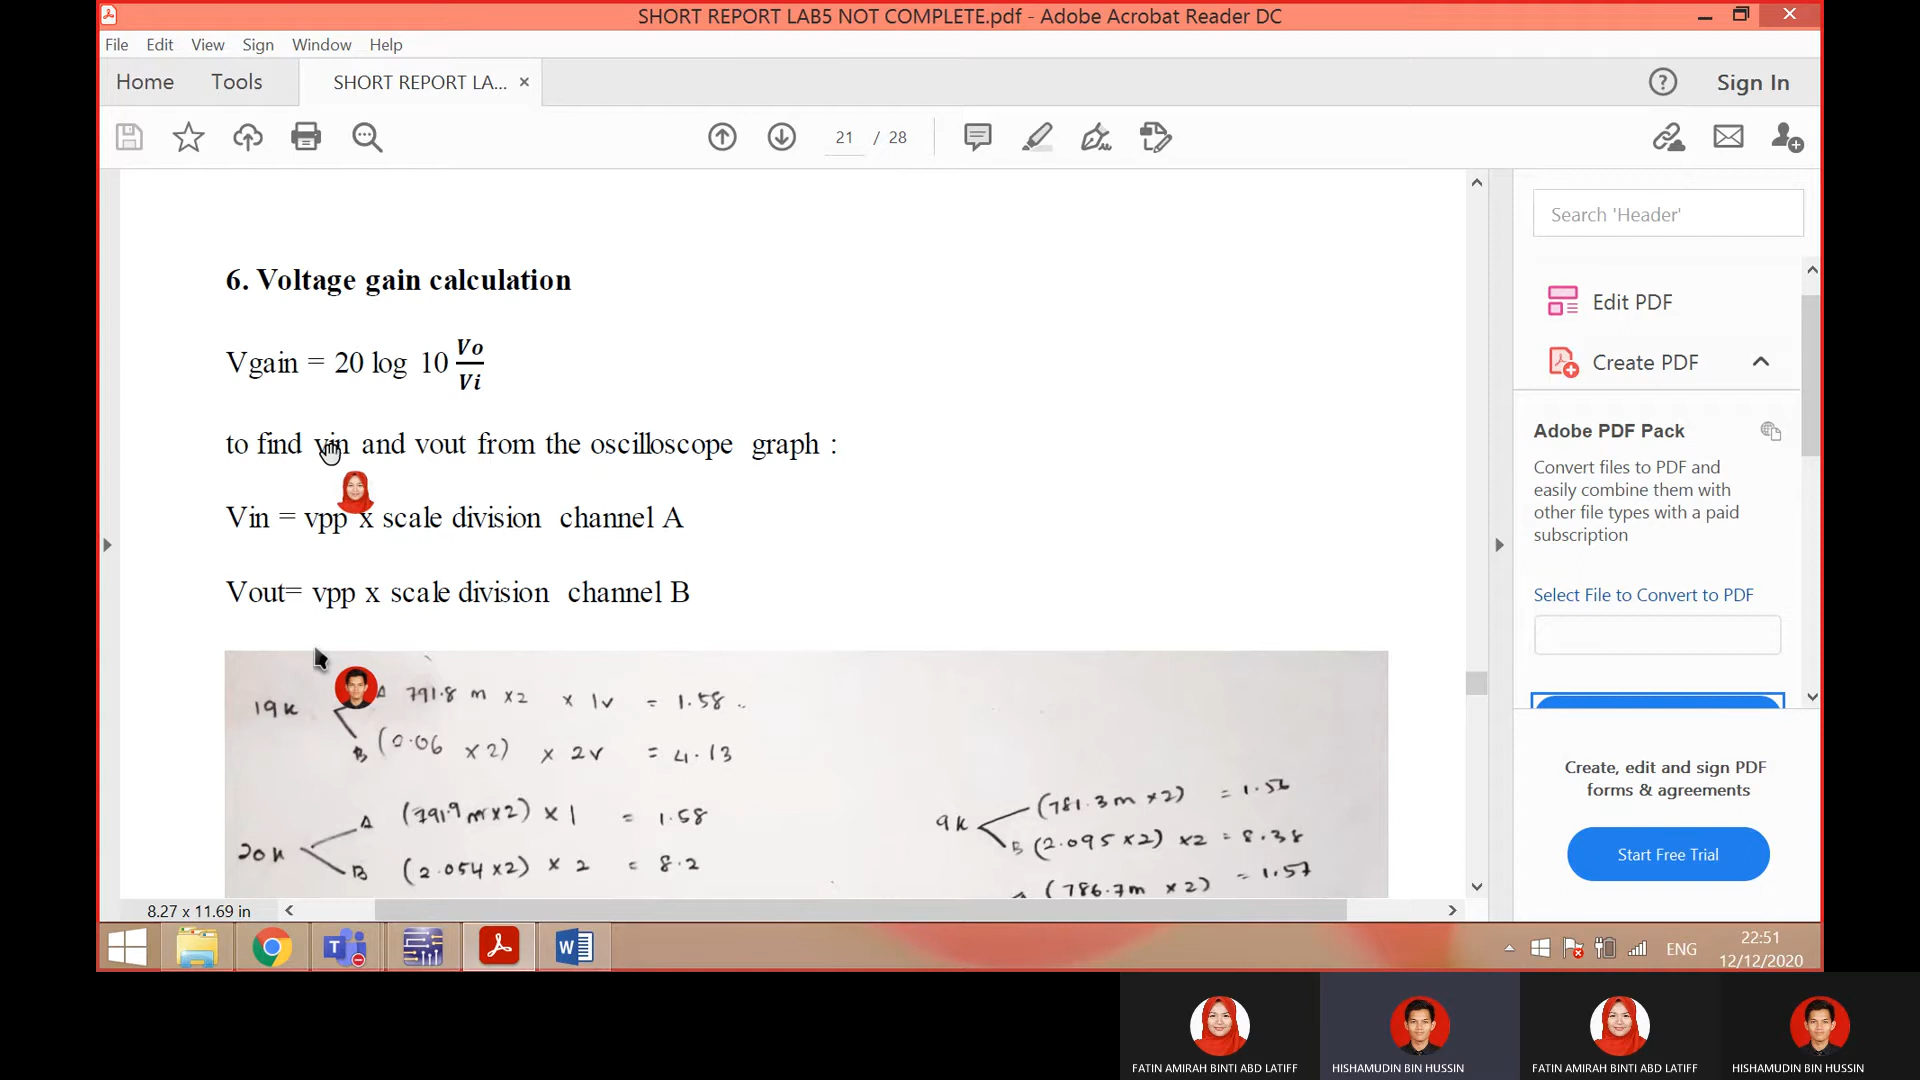 SHORT REPORT LAB5 NOT COMPLETE.pdf - Adobe Acrobat Reader DC
File Edit View Sign Window Help
Home Tools SHORT REPORT LA... × Sign In
21 / 28
Search 'Header'
Edit PDF
Create PDF
Adobe PDF Pack
Convert files to PDF and
easily combine them with
other file types with a paid
subscription
Select File to Convert to PDF
Create, edit and sign PDF
forms & agreements
Start Free Trial
6. Voltage gain calculation
Vgain = 20 log 10 Vo/Vi
to find vin and vout from the oscilloscope graph :
Vin = vpp x scale division channel A
Vout= vpp x scale division channel B
19k
A 791.8 m x2 x 1v = 1.58
B (0.06 x2) x 2v = 4.13
20k
A (791.9m x2) x 1 = 1.58
B (2.054 x2) x 2 = 8.2
9k
(781.3m x2) = 1.56
B (2.095 x2) x2 = 8.38
(786.7m x2) = 1.57
8.27 x 11.69 in
ENG
22:51
12/12/2020
FATIN AMIRAH BINTI ABD LATIFF
HISHAMUDIN BIN HUSSIN
FATIN AMIRAH BINTI ABD LATIFF
HISHAMUDIN BIN HUSSIN